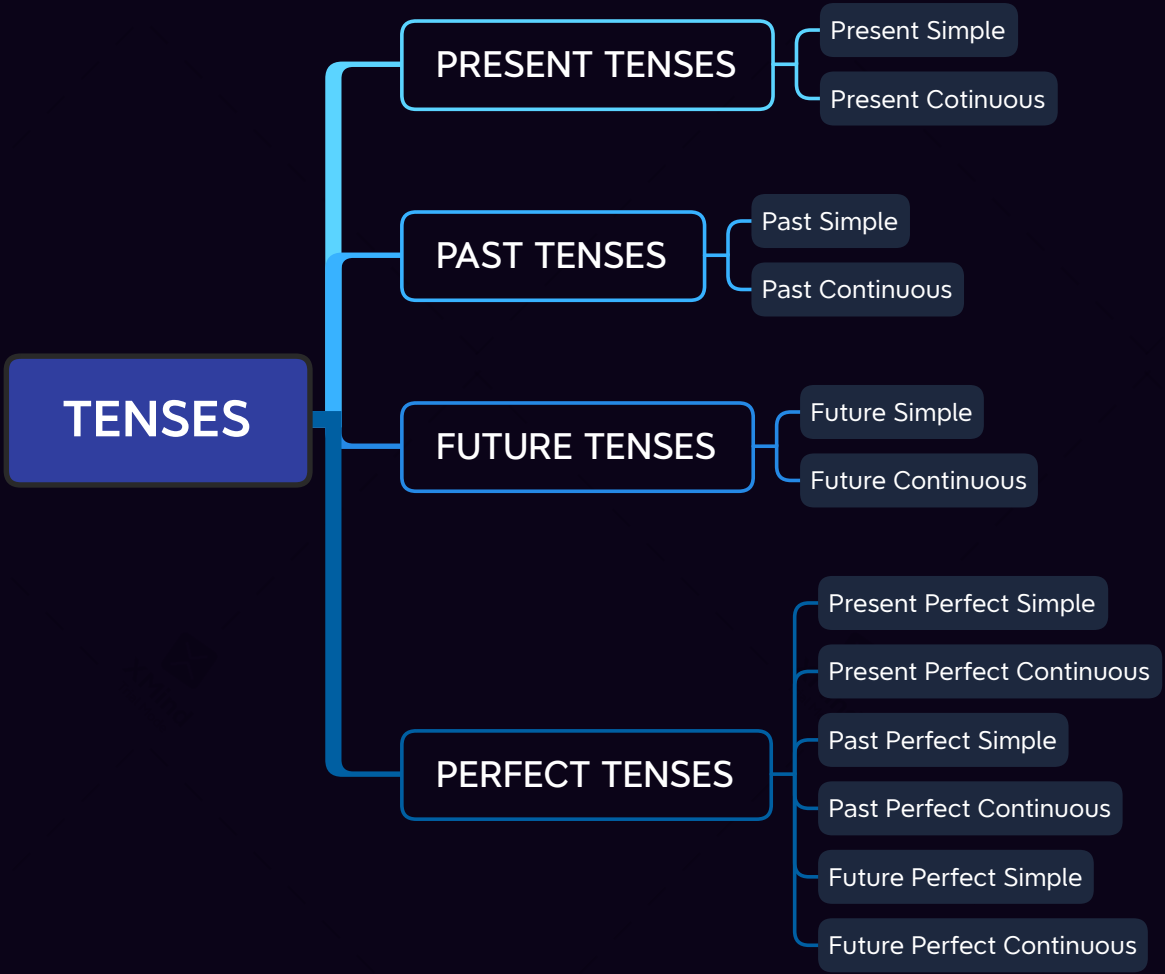 TENSES
PRESENT TENSES
Present Simple
Present Cotinuous
PAST TENSES
Past Simple
Past Continuous
FUTURE TENSES
Future Simple
Future Continuous
PERFECT TENSES
Present Perfect Simple
Present Perfect Continuous
Past Perfect Simple
Past Perfect Continuous
Future Perfect Simple
Future Perfect Continuous